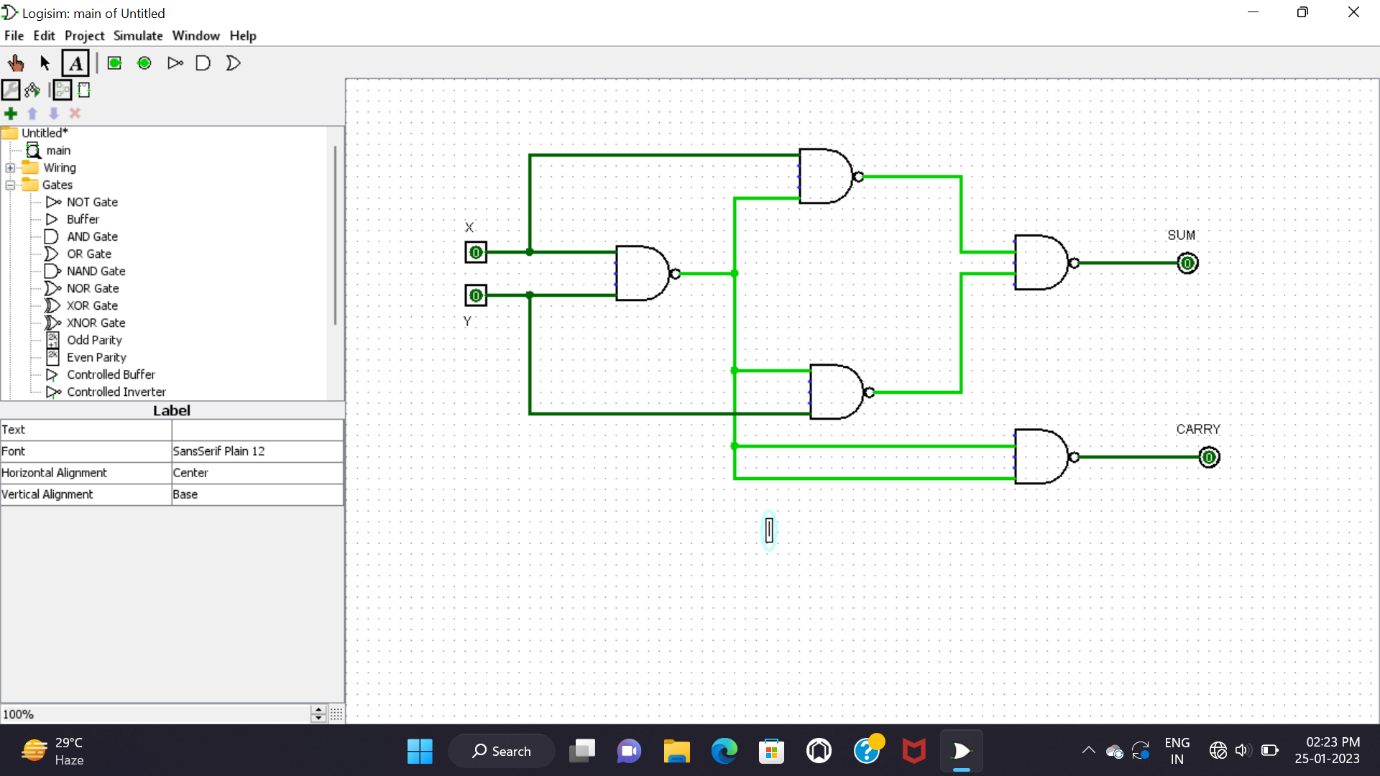 Logisim: main of Untitled
File Edit Project Simulate Window Help
A
Untitled*
main
Wiring
Gates
NOT Gate
Buffer
AND Gate
OR Gate
NAND Gate
NOR Gate
XOR Gate
XNOR Gate
Odd Parity
Even Parity
Controlled Buffer
Controlled Inverter
Label
Text
Font SansSerif Plain 12
Horizontal Alignment Center
Vertical Alignment Base
100%
X
0
0
Y
SUM
0
CARRY
0
29°C
Haze
Search
ENG
IN
02:23 PM
25-01-2023